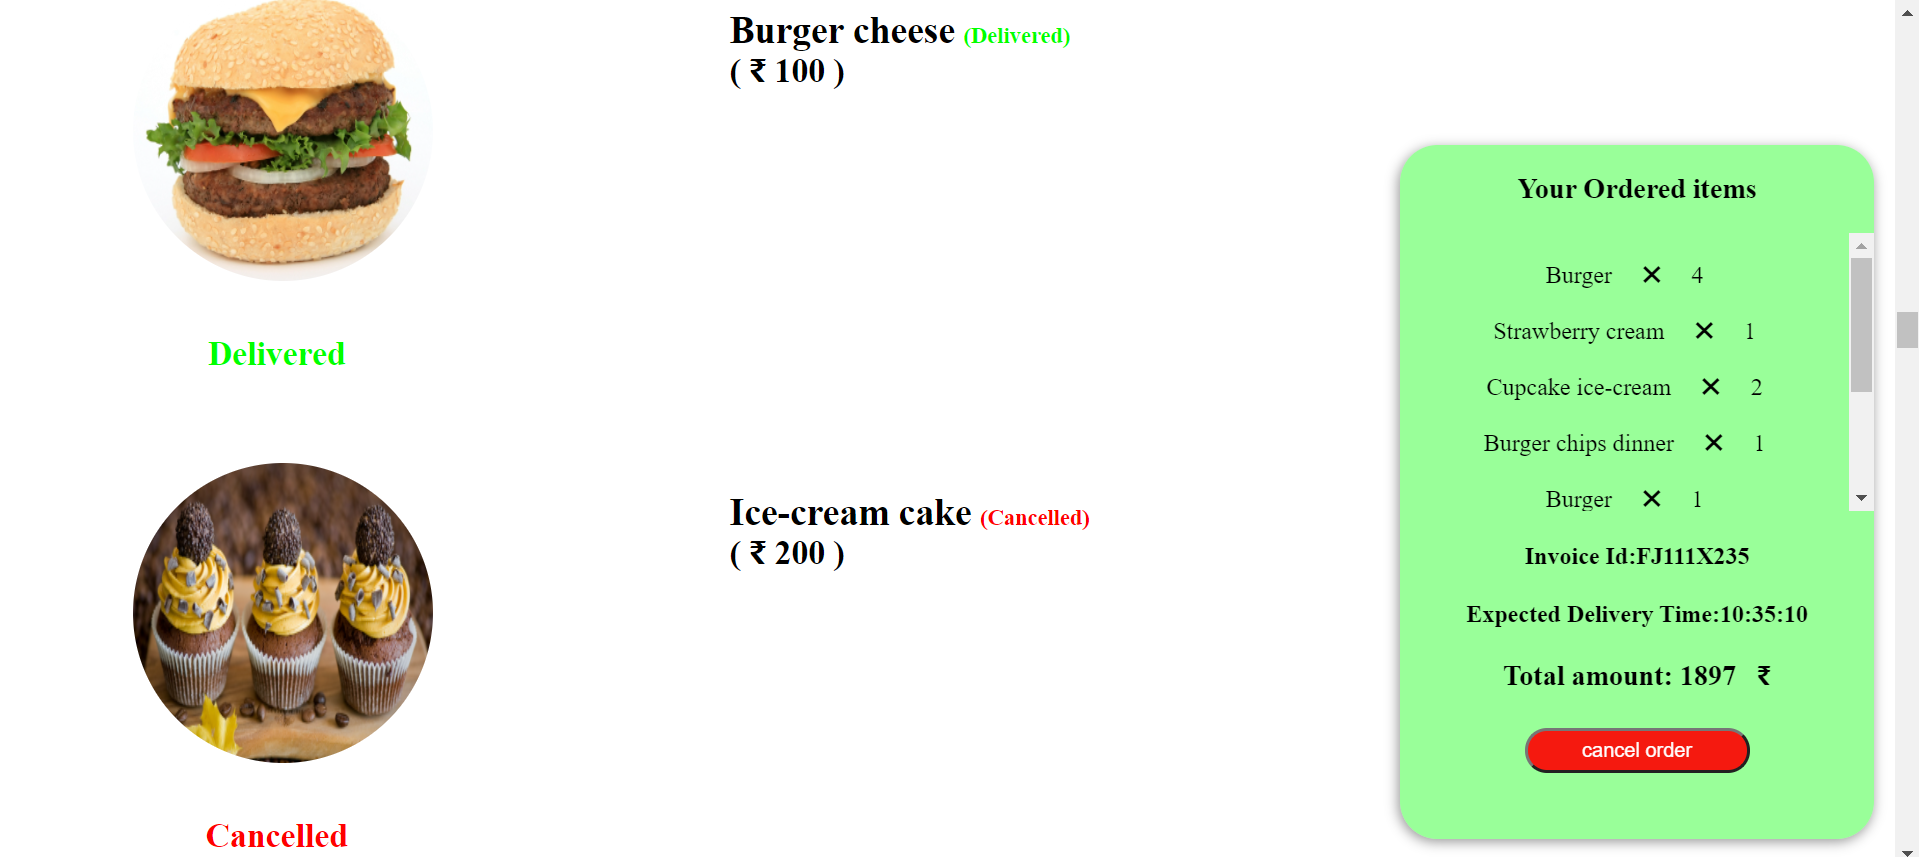 Burger cheese (Delivered)
( ₹ 100 )
Delivered
Ice-cream cake (Cancelled)
( ₹ 200 )
Cancelled
Your Ordered items
Burger ✕ 4
Strawberry cream ✕ 1
Cupcake ice-cream ✕ 2
Burger chips dinner ✕ 1
Burger ✕ 1
Invoice Id:FJ111X235
Expected Delivery Time:10:35:10
Total amount: 1897 ₹
cancel order